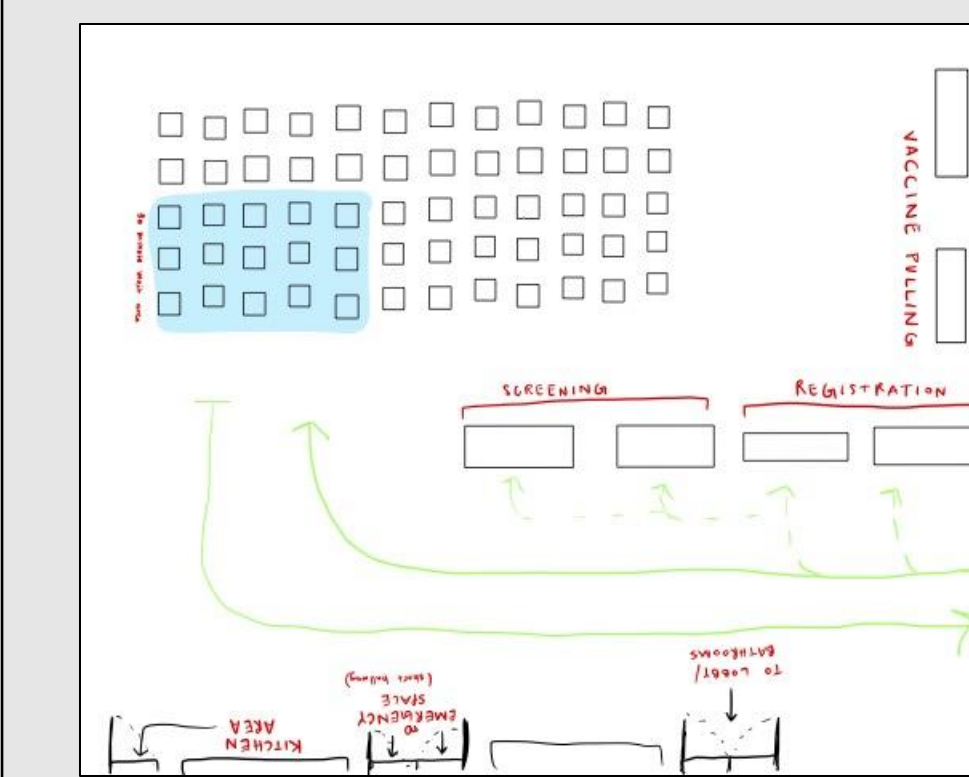 VACCINE PULLING
SCREENING
REGISTRATION
TO LOBBY/
BATHROOMS
TO
EMERGENCY
SPACE
KITCHEN
AREA